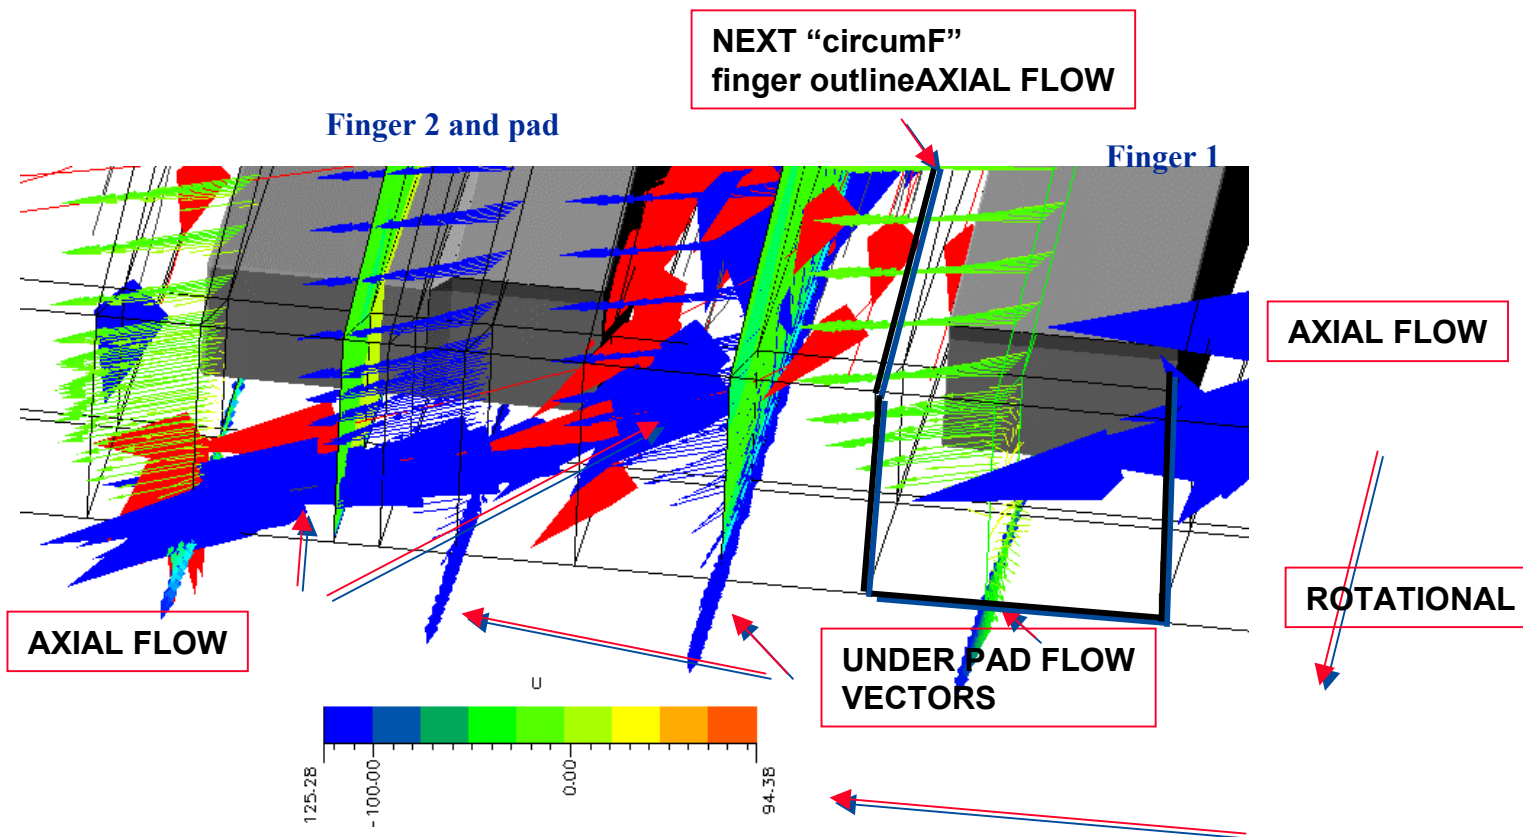 NEXT “circumF”
finger outlineAXIAL FLOW
Finger 2 and pad
Finger 1
AXIAL FLOW
ROTATIONAL
AXIAL FLOW
UNDER PAD FLOW
VECTORS
U
125.28
-100.00
0.00
94.38